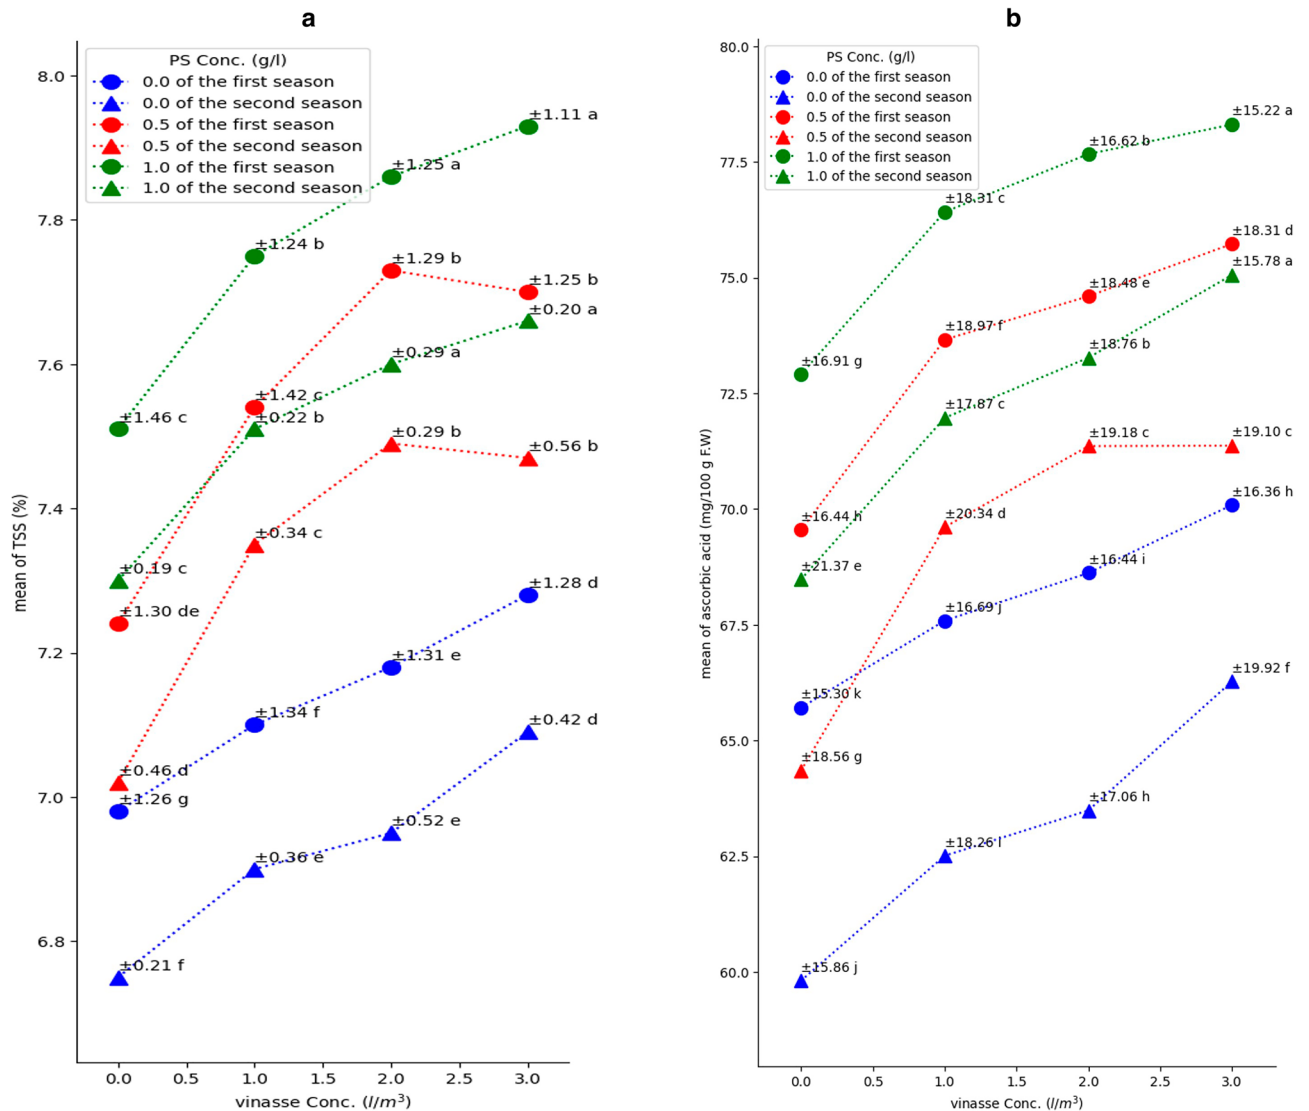 a
PS Conc. (g/l)
0.0 of the first season
0.0 of the second season
0.5 of the first season
0.5 of the second season
1.0 of the first season
1.0 of the second season
8.0
7.8
7.6
7.4
7.2
7.0
6.8
mean of TSS (%)
±1.11 a
±1.25 a
±1.24 b
±1.29 b
±1.25 b
±0.20 a
±0.29 a
±1.42 c
±0.22 b
±1.46 c
±0.29 b
±0.56 b
±0.34 c
±0.19 c
±1.30 de
±1.28 d
±1.31 e
±1.34 f
±0.42 d
±0.46 d
±1.26 g
±0.52 e
±0.36 e
±0.21 f
0.0 0.5 1.0 1.5 2.0 2.5 3.0
vinasse Conc. (l/m³)
b
PS Conc. (g/l)
0.0 of the first season
0.0 of the second season
0.5 of the first season
0.5 of the second season
1.0 of the first season
1.0 of the second season
80.0
77.5
75.0
72.5
70.0
67.5
65.0
62.5
60.0
mean of ascorbic acid (mg/100 g F.W)
±15.22 a
±16.62 b
±18.31 c
±18.31 d
±15.78 a
±18.48 e
±18.97 f
±18.76 b
±16.91 g
±17.87 c
±19.18 c
±19.10 c
±16.44 h
±20.34 d
±16.36 h
±21.37 e
±16.44 i
±16.69 j
±15.30 k
±19.92 f
±18.56 g
±17.06 h
±18.26 i
±15.86 j
0.0 0.5 1.0 1.5 2.0 2.5 3.0
vinasse Conc. (l/m³)